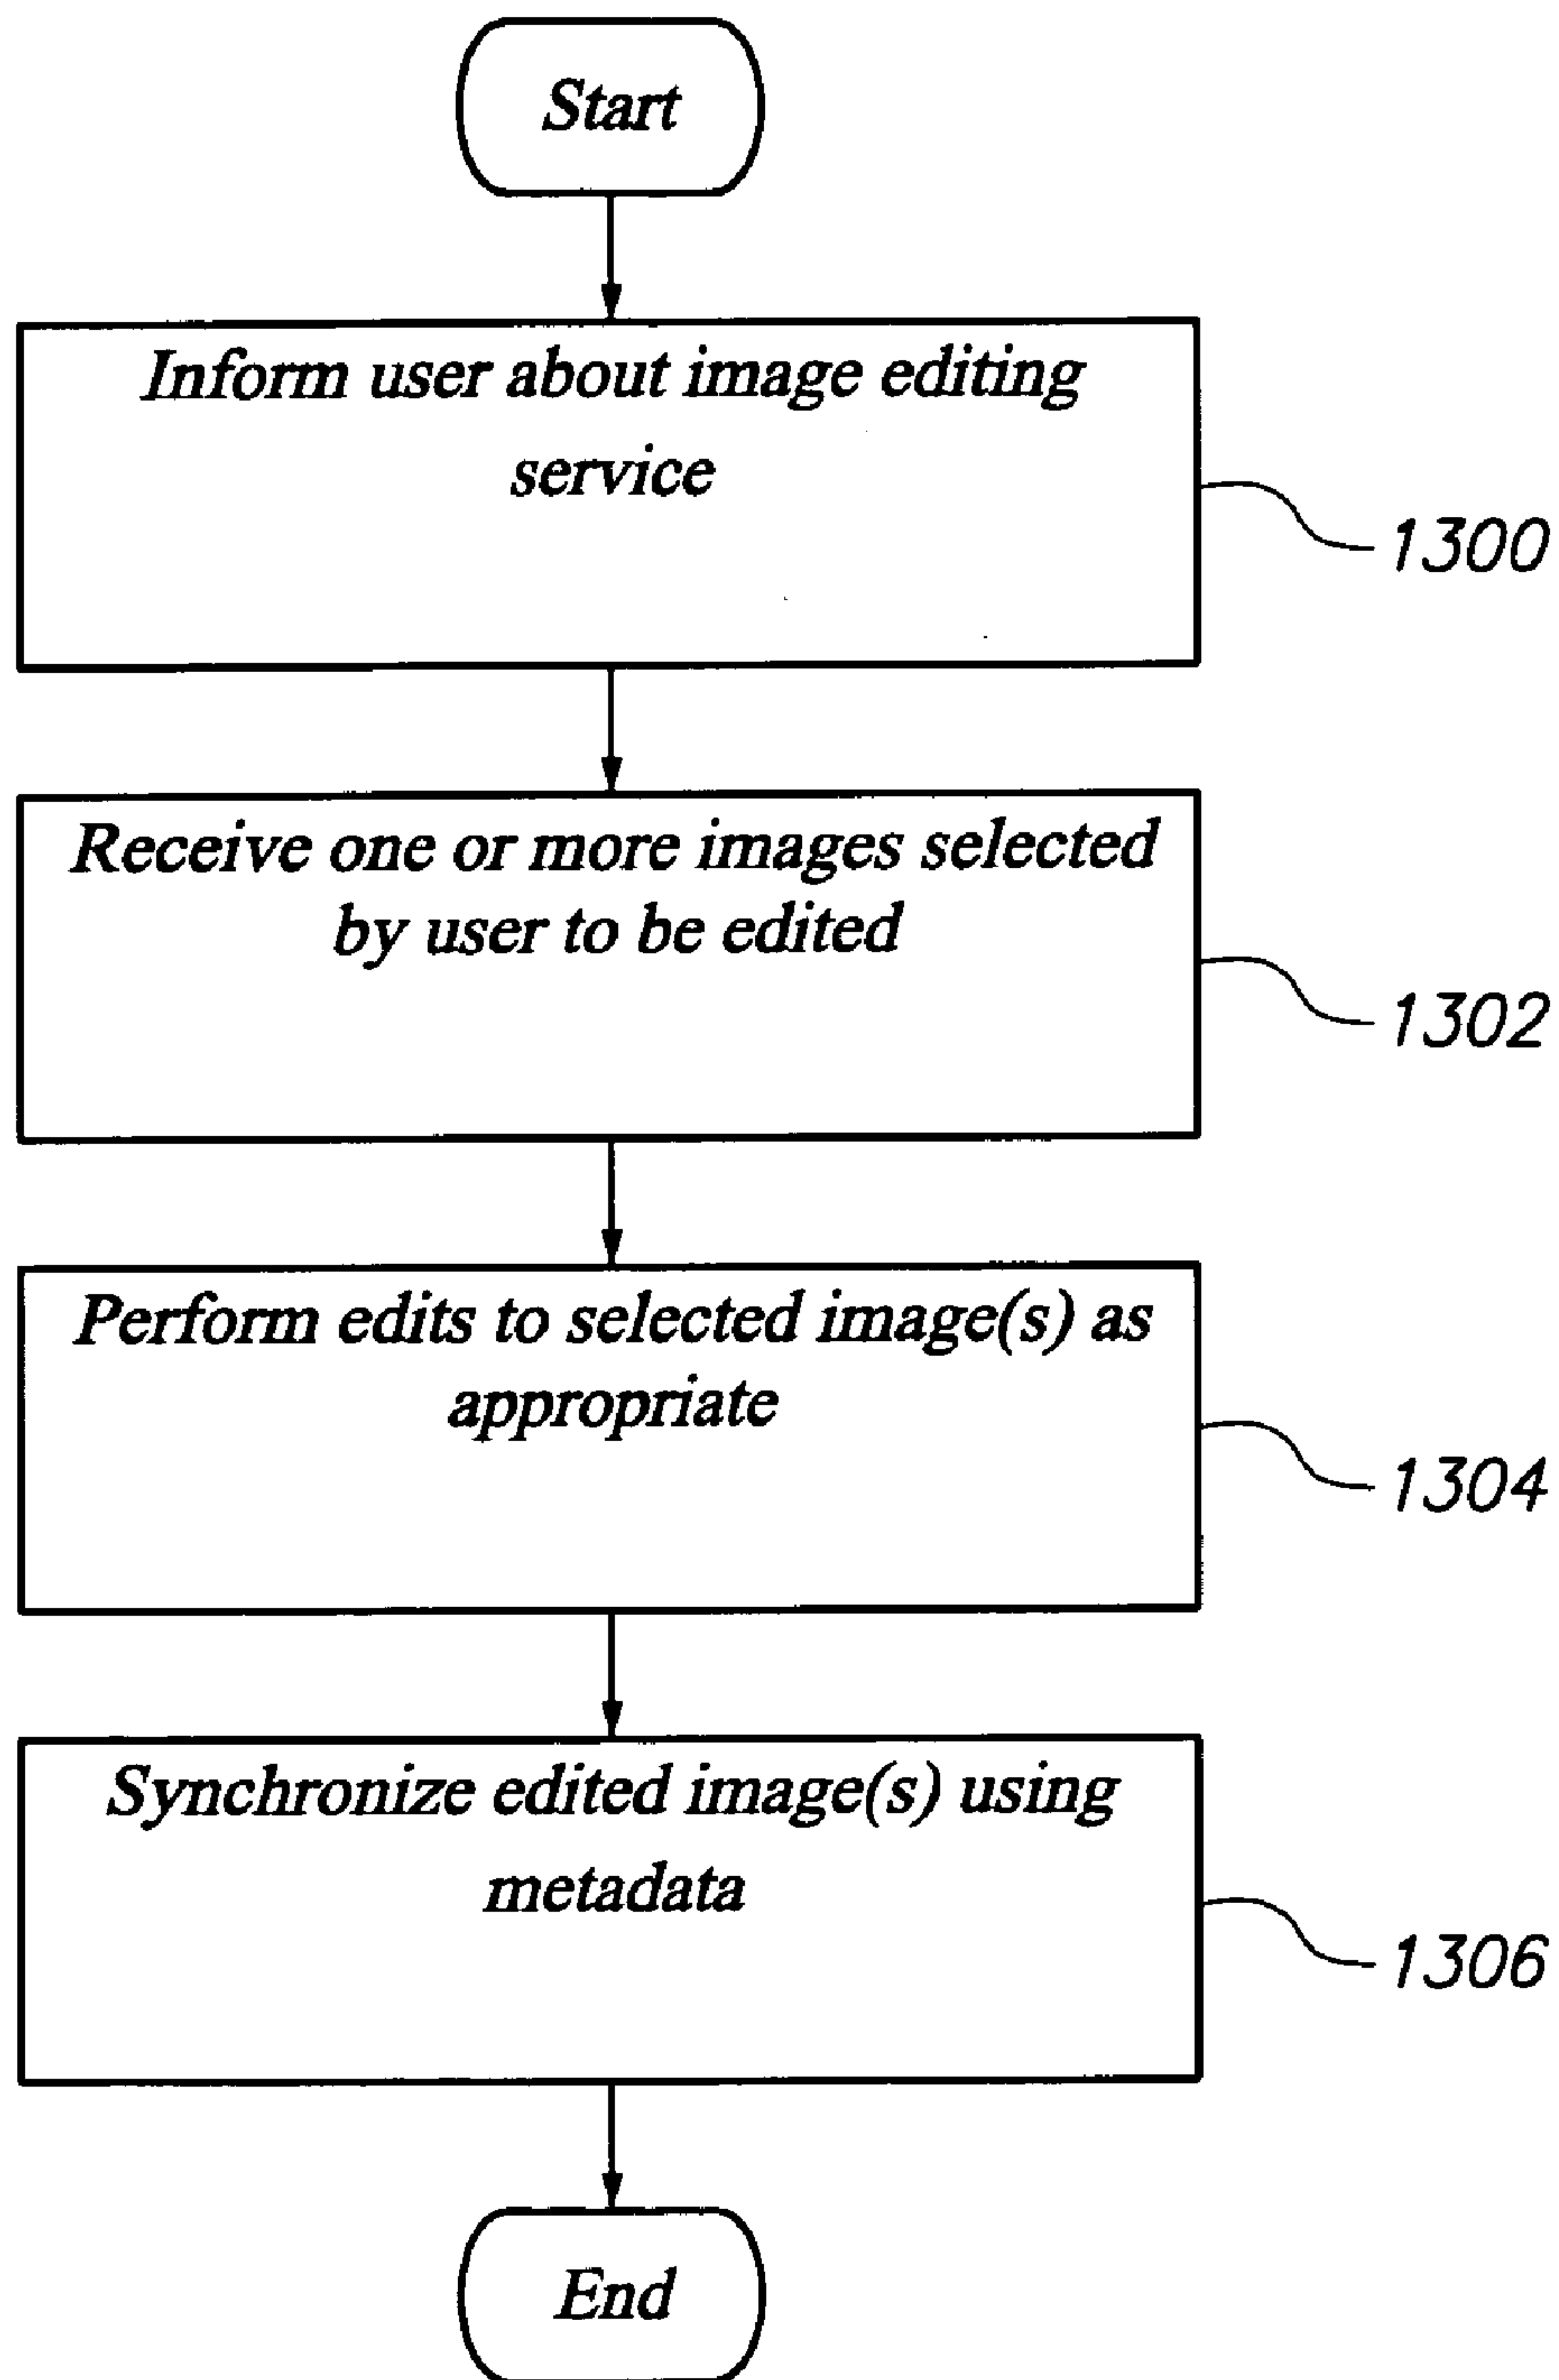 Start
Inform user about image editing
service
1300
Receive one or more images selected
by user to be edited
1302
Perform edits to selected image(s) as
appropriate
1304
Synchronize edited image(s) using
metadata
1306
End